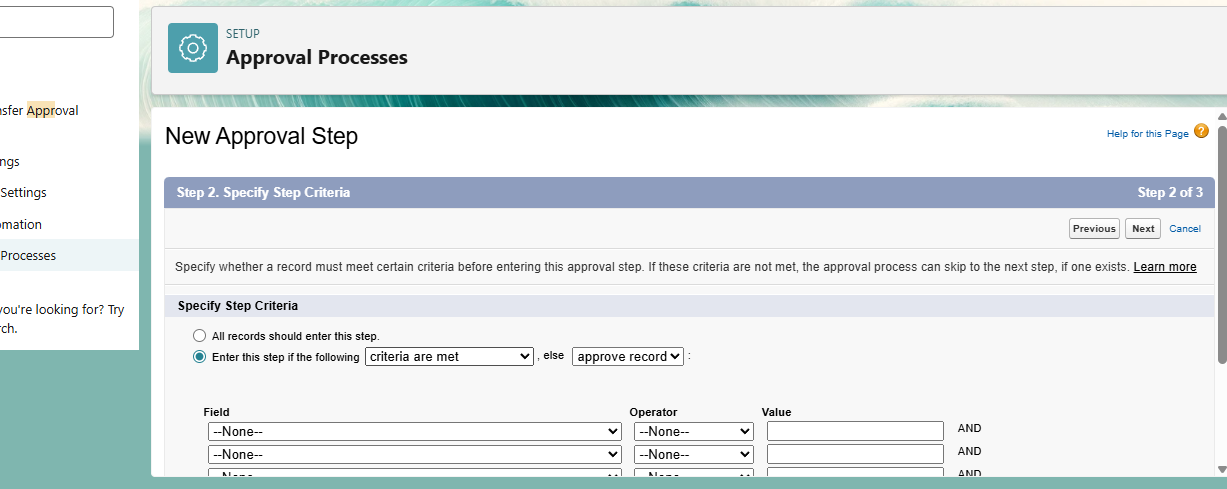 SETUP
Approval Processes
nsfer Approval
ngs
Settings
omation
Processes
you're looking for? Try
rch.
New Approval Step
Help for this Page ?
Step 2. Specify Step Criteria Step 2 of 3
Previous Next Cancel
Specify whether a record must meet certain criteria before entering this approval step. If these criteria are not met, the approval process can skip to the next step, if one exists. Learn more
Specify Step Criteria
All records should enter this step.
Enter this step if the following criteria are met , else approve record :
Field Operator Value
--None-- --None-- AND
--None-- --None-- AND
--None-- --None-- AND